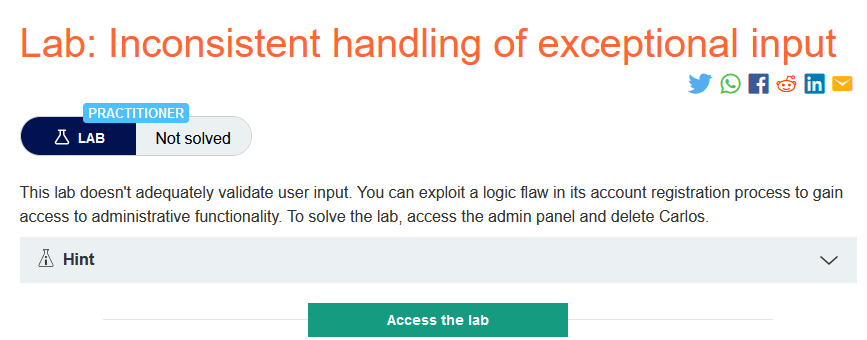 Lab: Inconsistent handling of exceptional input
PRACTITIONER
LAB
Not solved
This lab doesn't adequately validate user input. You can exploit a logic flaw in its account registration process to gain
access to administrative functionality. To solve the lab, access the admin panel and delete Carlos.
Hint
Access the lab